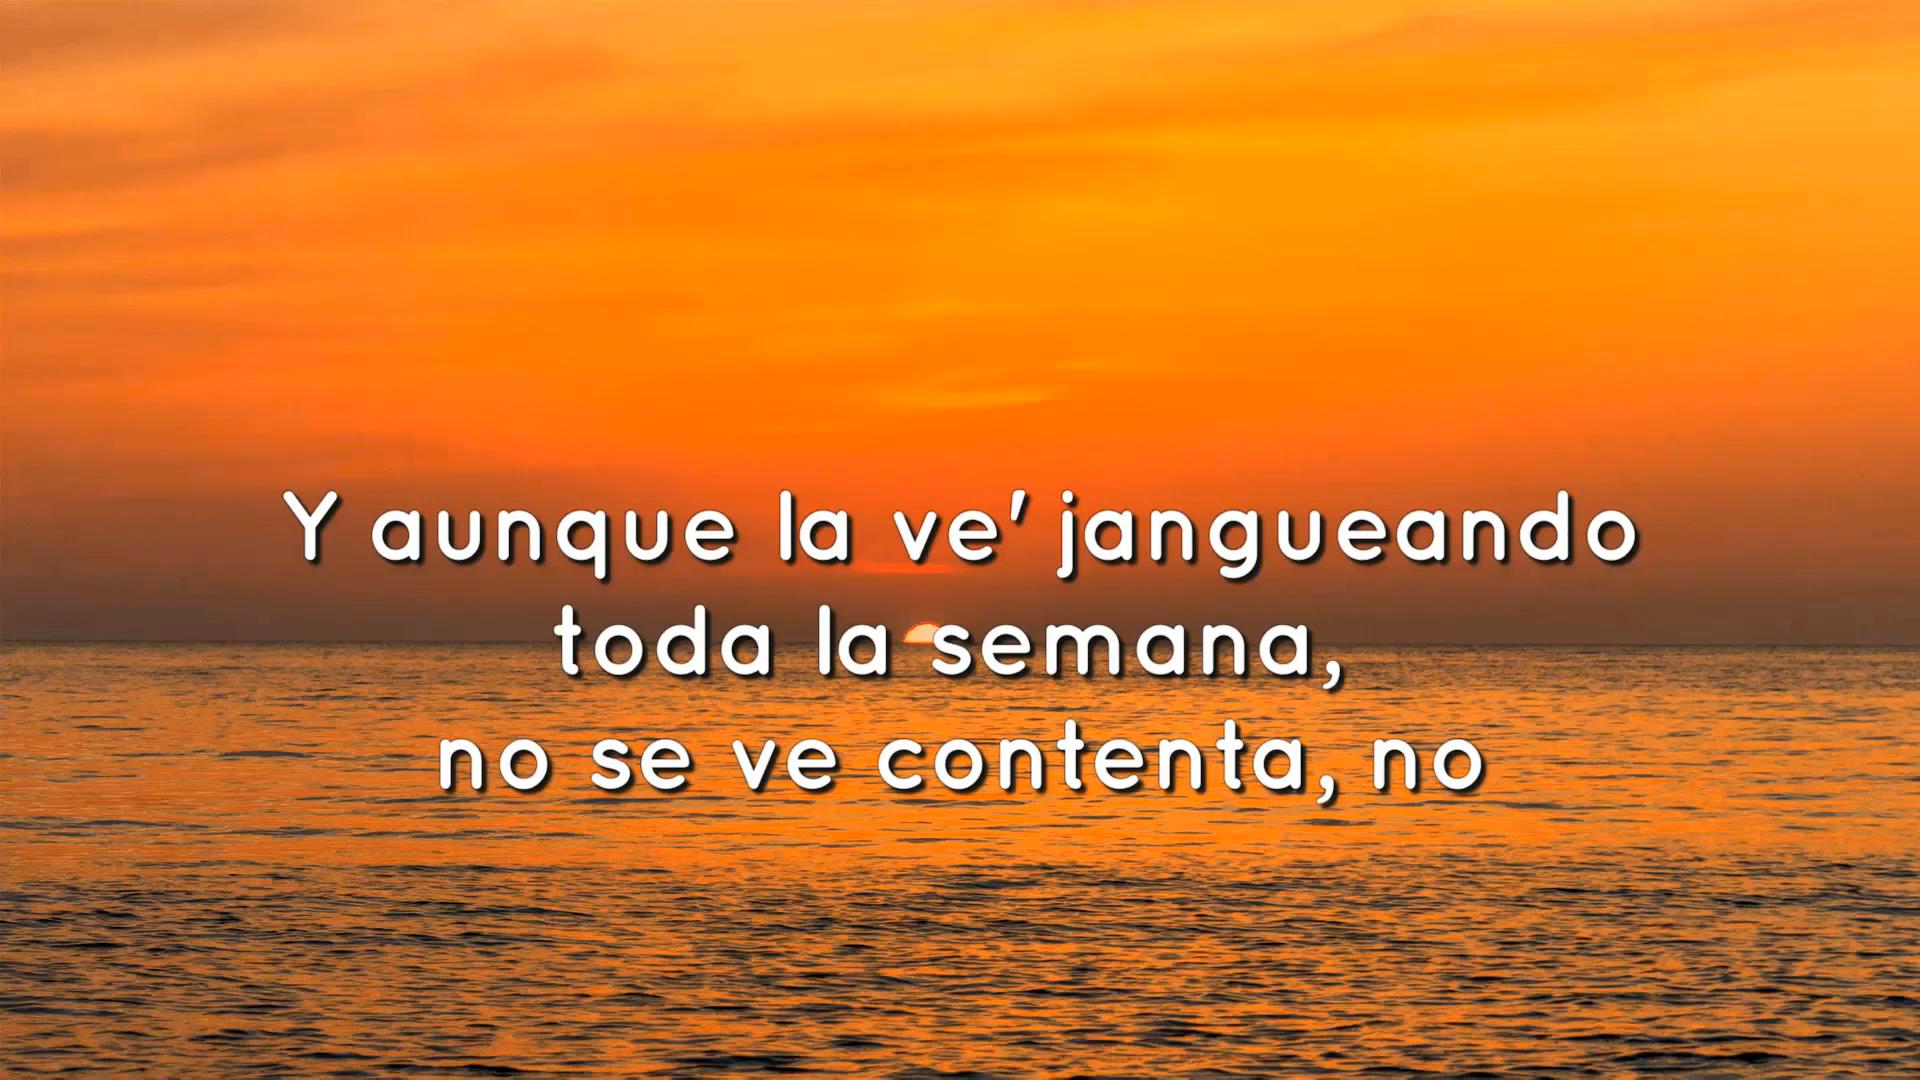 Y aunque la ve' jangueando
toda la semana,
no se ve contenta, no